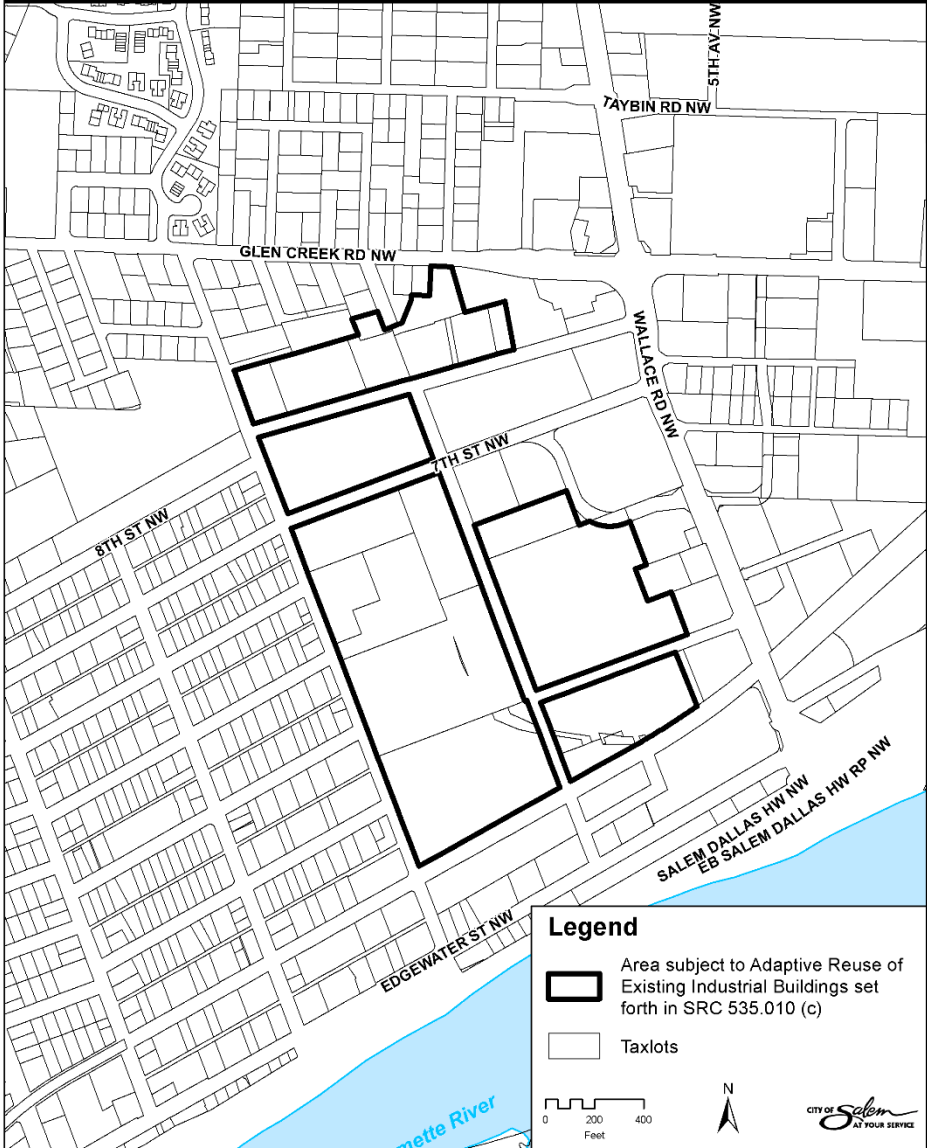 5TH AV NW
TAYBIN RD NW
GLEN CREEK RD NW
WALLACE RD NW
7TH ST NW
8TH ST NW
SALEM DALLAS HW NW
EB SALEM DALLAS HW RP NW
EDGEWATER ST NW
mette River
Legend
Area subject to Adaptive Reuse of
Existing Industrial Buildings set
forth in SRC 535.010 (c)
Taxlots
N
0 200 400
Feet
CITY OF Salem
AT YOUR SERVICE